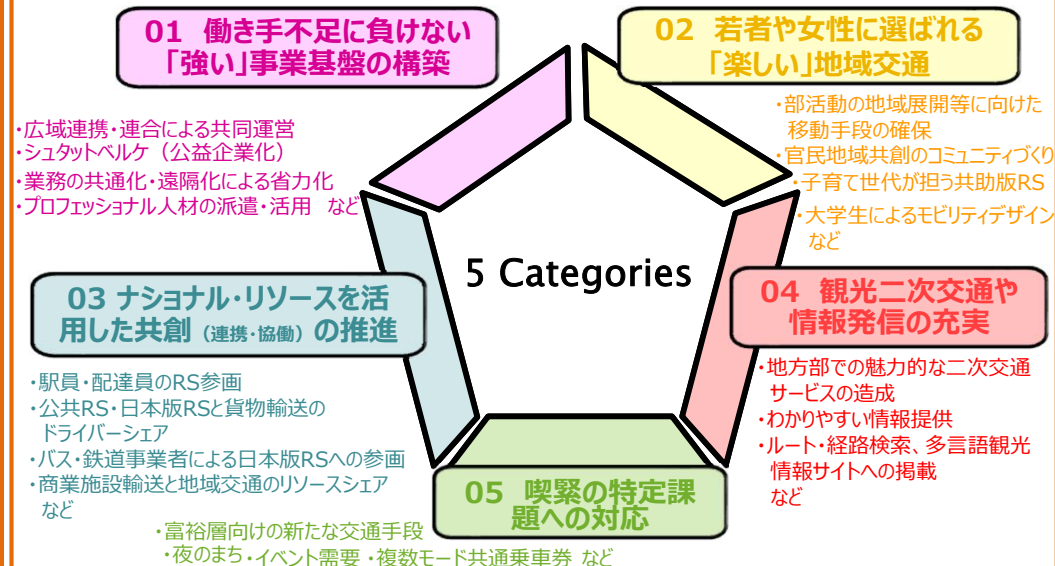 01 働き手不足に負けない
「強い」事業基盤の構築
・広域連携・連合による共同運営
・シュタットベルケ（公益企業化）
・業務の共通化・遠隔化による省力化
・プロフェッショナル人材の派遣・活用 など
02 若者や女性に選ばれる
「楽しい」地域交通
・部活動の地域展開等に向けた
移動手段の確保
・官民地域共創のコミュニティづくり
・子育て世代が担う共助版RS
・大学生によるモビリティデザイン
など
5 Categories
03 ナショナル・リソースを活
用した共創（連携・協働）の推進
・駅員・配達員のRS参画
・公共RS・日本版RSと貨物輸送の
ドライバーシェア
・バス・鉄道事業者による日本版RSへの参画
・商業施設輸送と地域交通のリソースシェア
など
04 観光二次交通や
情報発信の充実
・地方部での魅力的な二次交通
サービスの造成
・わかりやすい情報提供
・ルート・経路検索、多言語観光
情報サイトへの掲載
など
05 喫緊の特定課
題への対応
・富裕層向けの新たな交通手段
・夜のまち・イベント需要・複数モード共通乗車券 など